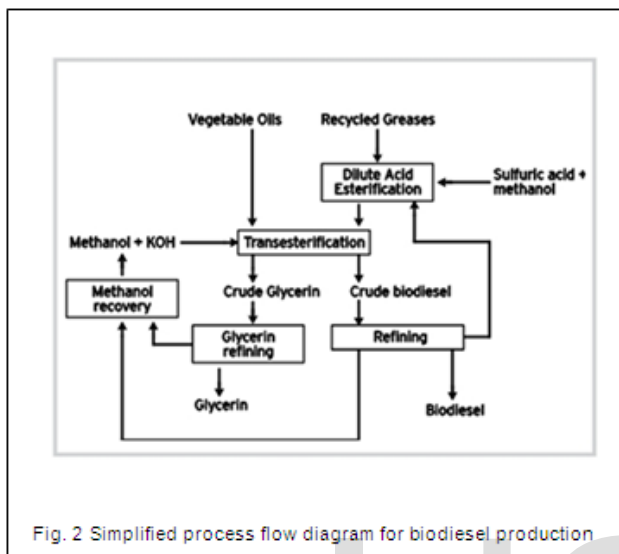 Vegetable Oils
Recycled Greases
Dilute Acid
Esterification
Sulfuric acid +
methanol
Methanol + KOH
Transesterification
Methanol
recovery
Crude Glycerin
Crude biodiesel
Glycerin
refining
Refining
Glycerin
Biodiesel
Fig. 2 Simplified process flow diagram for biodiesel production